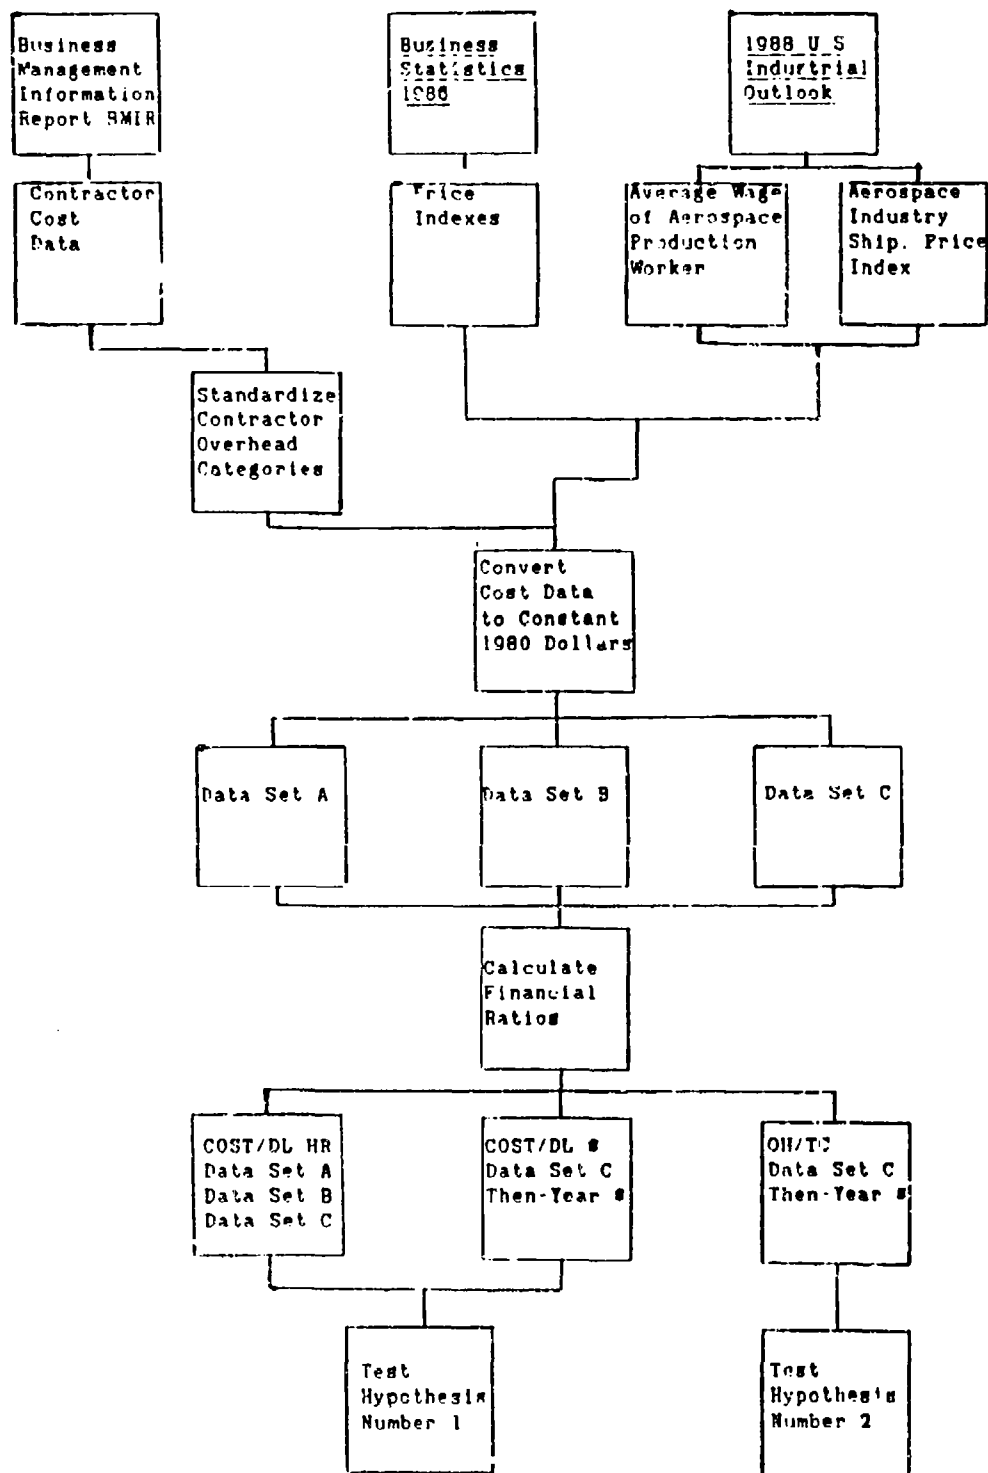 Business
Management
Information
Report BMIR
Business
Statistics
1986
1988 U S
Industrial
Outlook
Contractor
Cost
Data
Price
Indexes
Average Wage
of Aerospace
Production
Worker
Aerospace
Industry
Ship. Price
Index
Standardize
Contractor
Overhead
Categories
Convert
Cost Data
to Constant
1980 Dollars
Data Set A
Data Set B
Data Set C
Calculate
Financial
Ratios
COST/DL HR
Data Set A
Data Set B
Data Set C
COST/DL $
Data Set C
Then-Year $
OH/TC
Data Set C
Then-Year $
Test
Hypothesis
Number 1
Test
Hypothesis
Number 2